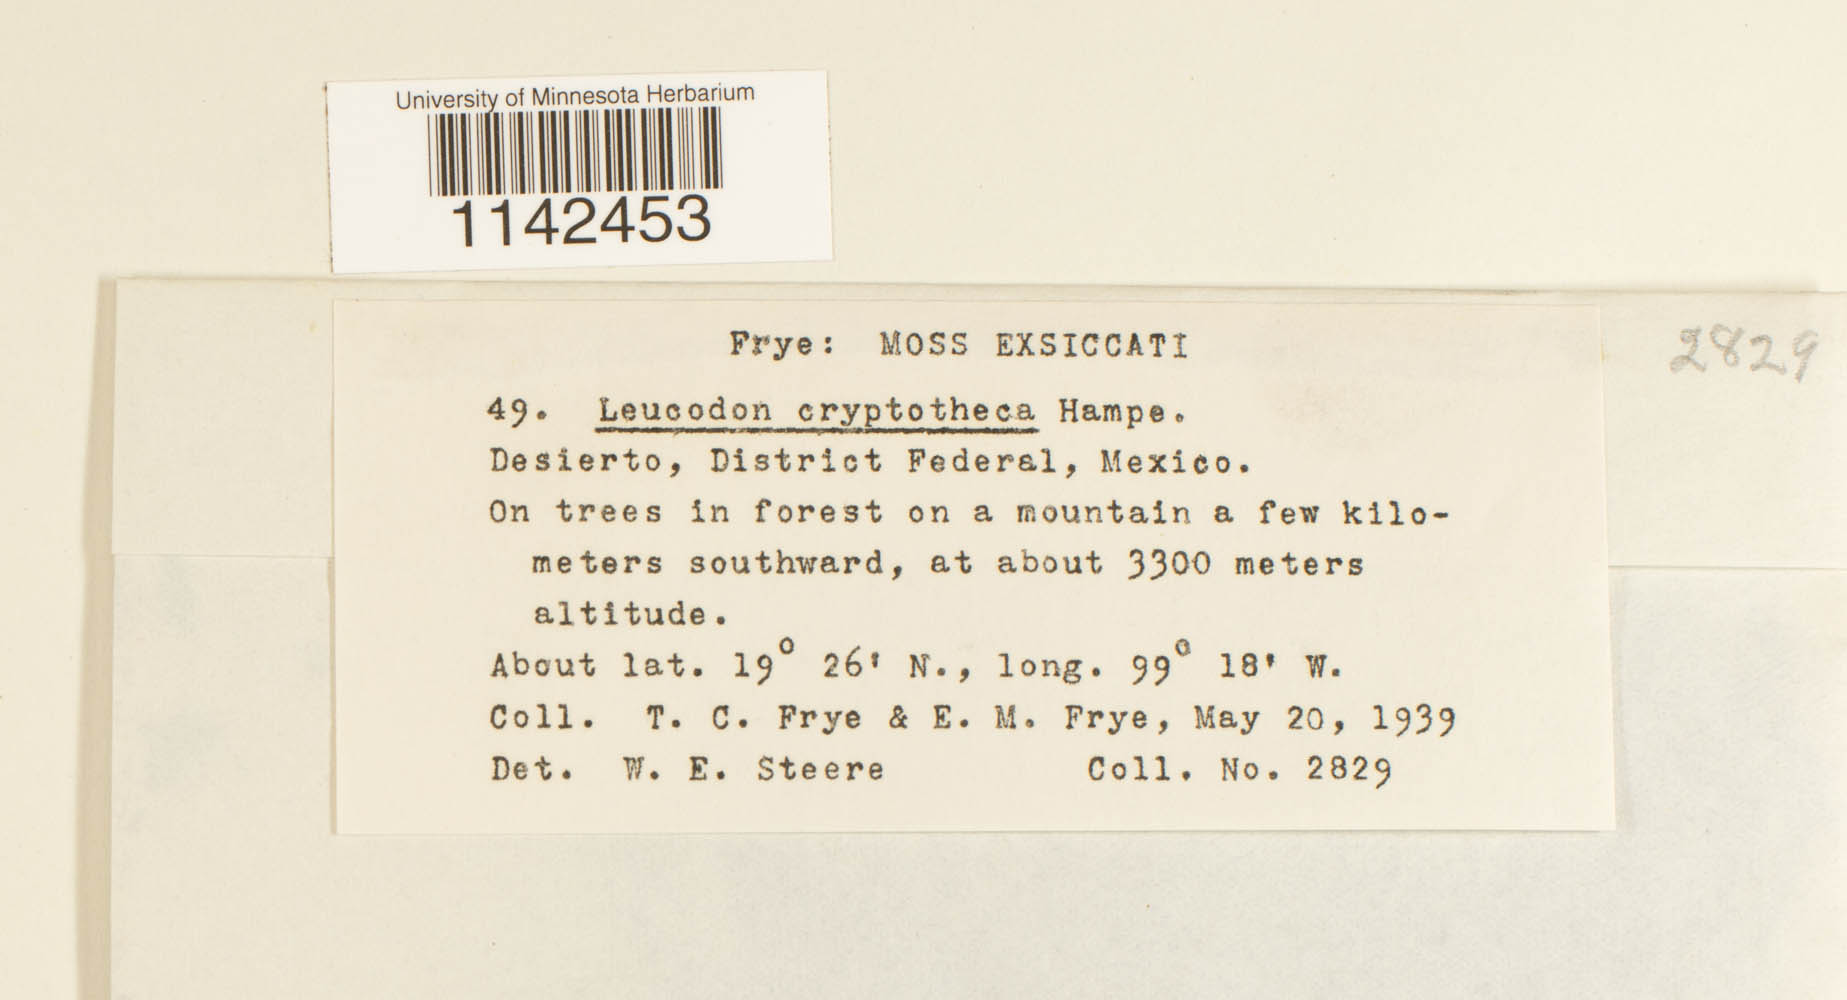 University of Minnesota Herbarium
1142453
Frye: MOSS EXSICCATI
2829
49. Leucodon cryptotheca Hampe.
Desierto, District Federal, Mexico.
On trees in forest on a mountain a few kilo-
meters southward, at about 3300 meters
altitude.
About lat. 19° 26' N., long. 99° 18' W.
Coll. T. C. Frye & E. M. Frye, May 20, 1939
Det. W. E. Steere Coll. No. 2829